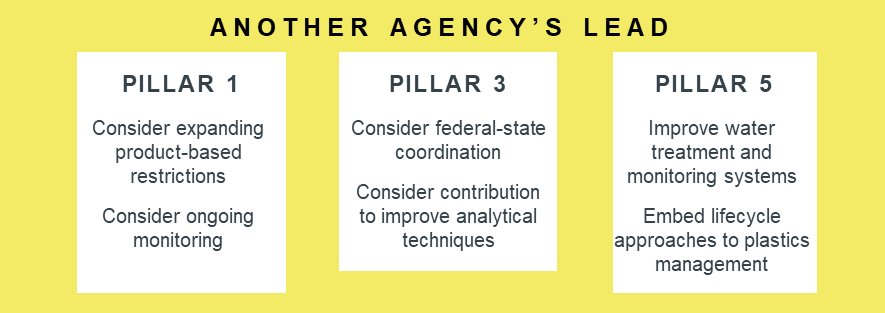 ANOTHER AGENCY’S LEAD
PILLAR 1
Consider expanding
product-based
restrictions
Consider ongoing
monitoring
PILLAR 3
Consider federal-state
coordination
Consider contribution
to improve analytical
techniques
PILLAR 5
Improve water
treatment and
monitoring systems
Embed lifecycle
approaches to plastics
management